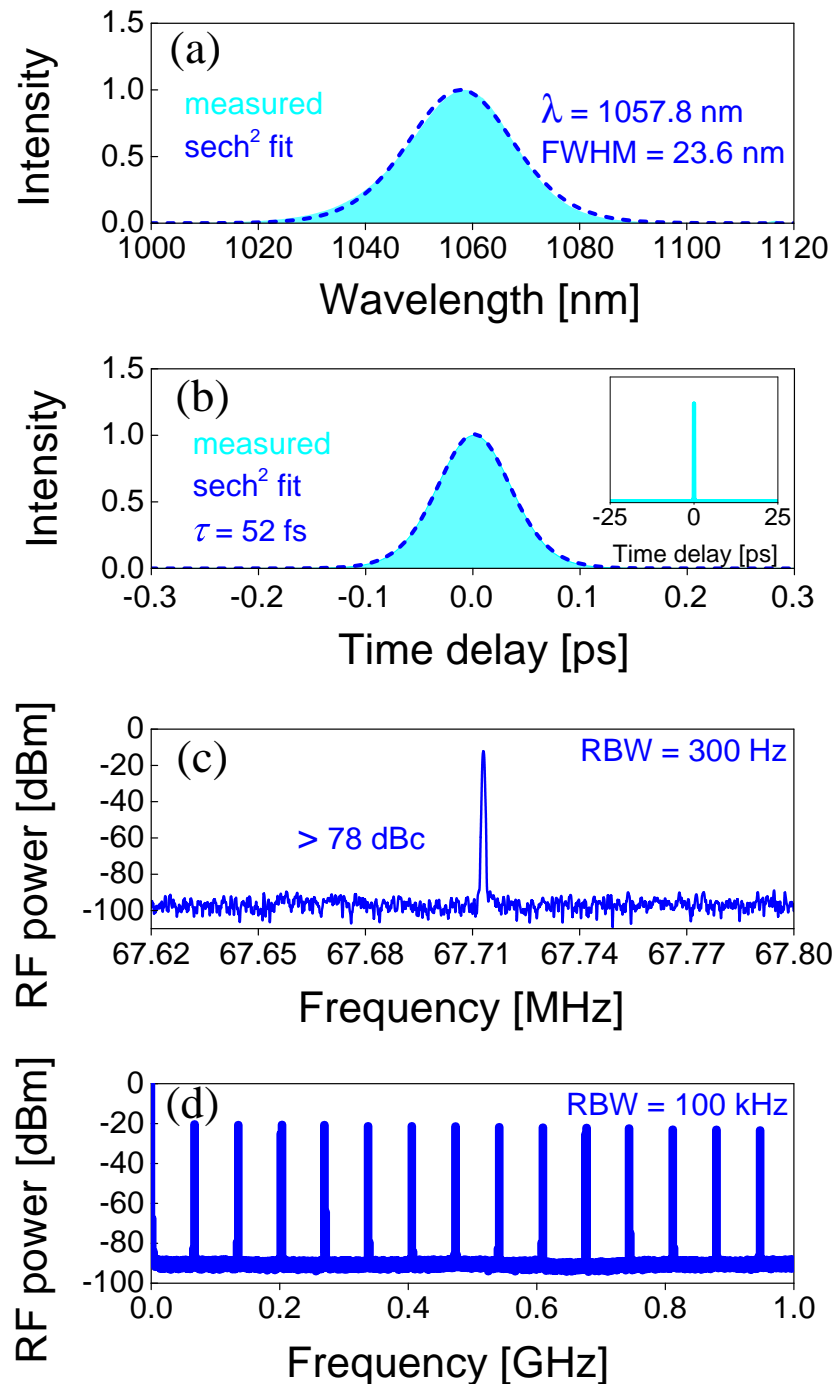 1.5
(a)
1.0
measured
λ = 1057.8 nm
0.5
sech² fit
FWHM = 23.6 nm
0.0
Intensity
1000 1020 1040 1060 1080 1100 1120
Wavelength [nm]
1.5
(b)
1.0
measured
0.5
sech² fit
τ = 52 fs
0.0
Intensity
-25 0 25
Time delay [ps]
-0.3 -0.2 -0.1 0.0 0.1 0.2 0.3
Time delay [ps]
0
(c)
RBW = 300 Hz
-20
-40
-60
> 78 dBc
-80
-100
RF power [dBm]
67.62 67.65 67.68 67.71 67.74 67.77 67.80
Frequency [MHz]
0
(d)
RBW = 100 kHz
-20
-40
-60
-80
-100
RF power [dBm]
0.0 0.2 0.4 0.6 0.8 1.0
Frequency [GHz]